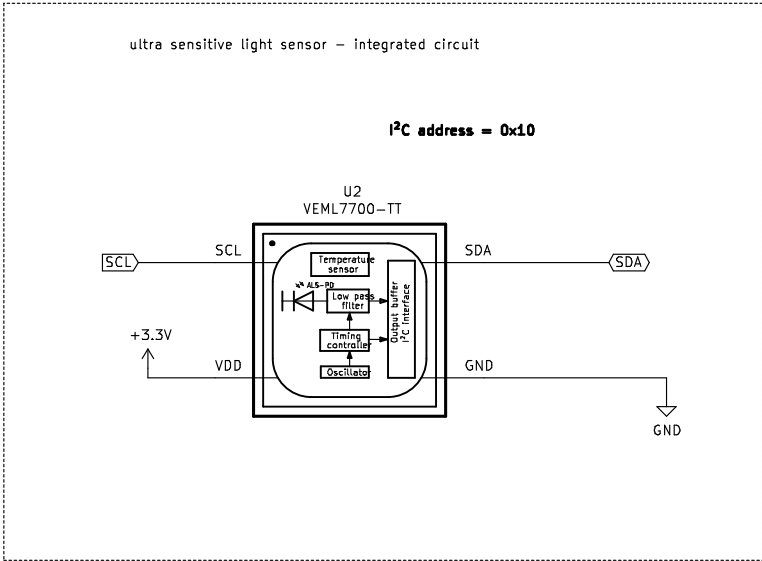 ultra sensitive light sensor - integrated circuit
I²C address = 0x10
U2
VEML7700-TT
SCL
SCL
SDA
SDA
Temperature
sensor
ALS-PD
Low pass
filter
Output buffer
I²C interface
Timing
controller
Oscillator
+3.3V
VDD
GND
GND